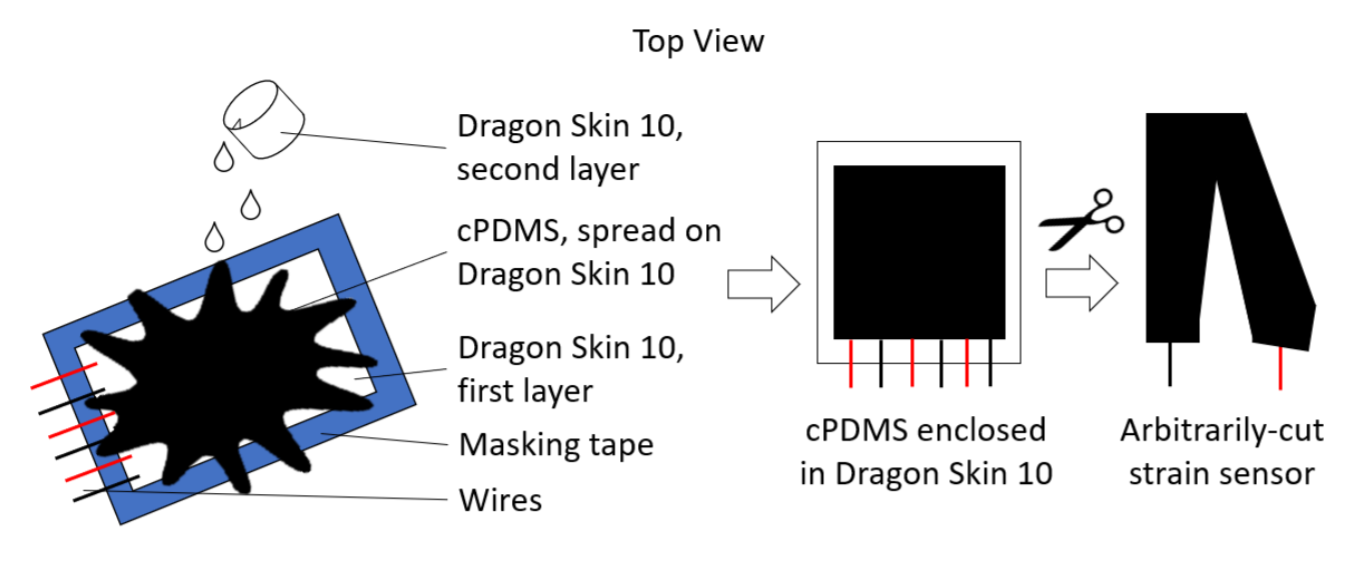 Top View
Dragon Skin 10,
second layer
cPDMS, spread on
Dragon Skin 10
Dragon Skin 10,
first layer
Masking tape
Wires
cPDMS enclosed
in Dragon Skin 10
Arbitrarily-cut
strain sensor